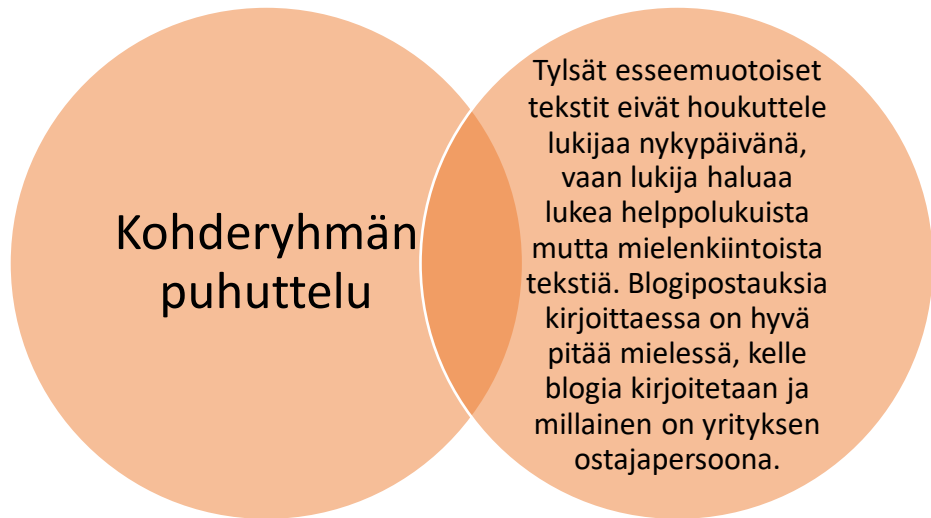 Kohderyhmän
puhuttelu
Tylsät esseemuotoiset
tekstit eivät houkuttele
lukijaa nykypäivänä,
vaan lukija haluaa
lukea helppolukuista
mutta mielenkiintoista
tekstiä. Blogipostauksia
kirjoittaessa on hyvä
pitää mielessä, kelle
blogia kirjoitetaan ja
millainen on yrityksen
ostajapersoona.